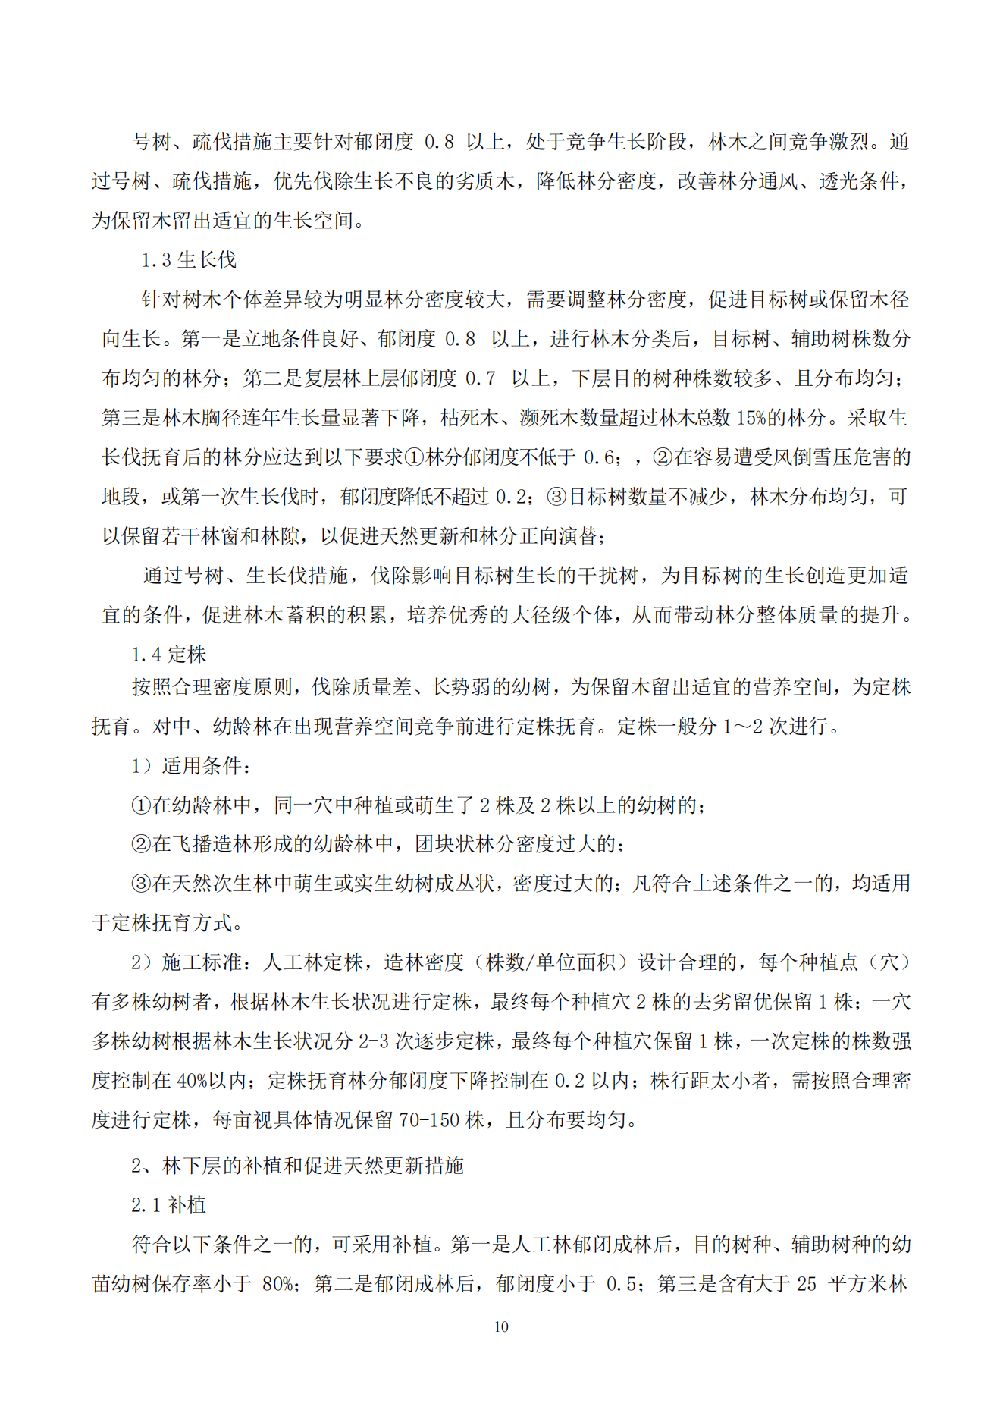 号树、疏伐措施主要针对郁闭度 0.8 以上，处于竞争生长阶段，林木之间竞争激烈。通
过号树、疏伐措施，优先伐除生长不良的劣质木，降低林分密度，改善林分通风、透光条件，
为保留木留出适宜的生长空间。
1.3 生长伐
针对树木个体差异较为明显林分密度较大，需要调整林分密度，促进目标树或保留木径
向生长。第一是立地条件良好、郁闭度 0.8 以上，进行林木分类后，目标树、辅助树株数分
布均匀的林分；第二是复层林上层郁闭度 0.7 以上，下层目的树种株数较多、且分布均匀；
第三是林木胸径连年生长量显著下降，枯死木、濒死木数量超过林木总数 15%的林分。采取生
长伐抚育后的林分应达到以下要求①林分郁闭度不低于 0.6；，②在容易遭受风倒雪压危害的
地段，或第一次生长伐时，郁闭度降低不超过 0.2；③目标树数量不减少，林木分布均匀，可
以保留若干林窗和林隙，以促进天然更新和林分正向演替；
通过号树、生长伐措施，伐除影响目标树生长的干扰树，为目标树的生长创造更加适
宜的条件，促进林木蓄积的积累，培养优秀的大径级个体，从而带动林分整体质量的提升。
1.4 定株
按照合理密度原则，伐除质量差、长势弱的幼树，为保留木留出适宜的营养空间，为定株
抚育。对中、幼龄林在出现营养空间竞争前进行定株抚育。定株一般分 1～2 次进行。
1）适用条件：
①在幼龄林中，同一穴中种植或萌生了 2 株及 2 株以上的幼树的；
②在飞播造林形成的幼龄林中，团块状林分密度过大的；
③在天然次生林中萌生或实生幼树成丛状，密度过大的；凡符合上述条件之一的，均适用
于定株抚育方式。
2）施工标准：人工林定株，造林密度（株数/单位面积）设计合理的，每个种植点（穴）
有多株幼树者，根据林木生长状况进行定株，最终每个种植穴 2 株的去劣留优保留 1 株；一穴
多株幼树根据林木生长状况分 2-3 次逐步定株，最终每个种植穴保留 1 株，一次定株的株数强
度控制在 40%以内；定株抚育林分郁闭度下降控制在 0.2 以内；株行距太小者，需按照合理密
度进行定株，每亩视具体情况保留 70-150 株，且分布要均匀。
2、林下层的补植和促进天然更新措施
2.1 补植
符合以下条件之一的，可采用补植。第一是人工林郁闭成林后，目的树种、辅助树种的幼
苗幼树保存率小于 80%；第二是郁闭成林后，郁闭度小于 0.5；第三是含有大于 25 平方米林
10